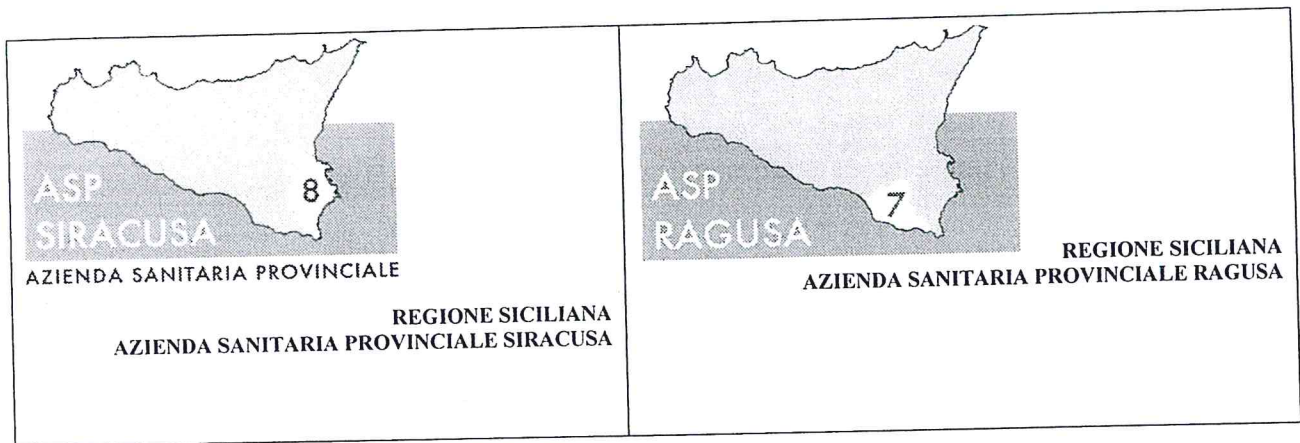 8
ASP
SIRACUSA
AZIENDA SANITARIA PROVINCIALE
REGIONE SICILIANA
AZIENDA SANITARIA PROVINCIALE SIRACUSA
7
ASP
RAGUSA
REGIONE SICILIANA
AZIENDA SANITARIA PROVINCIALE RAGUSA